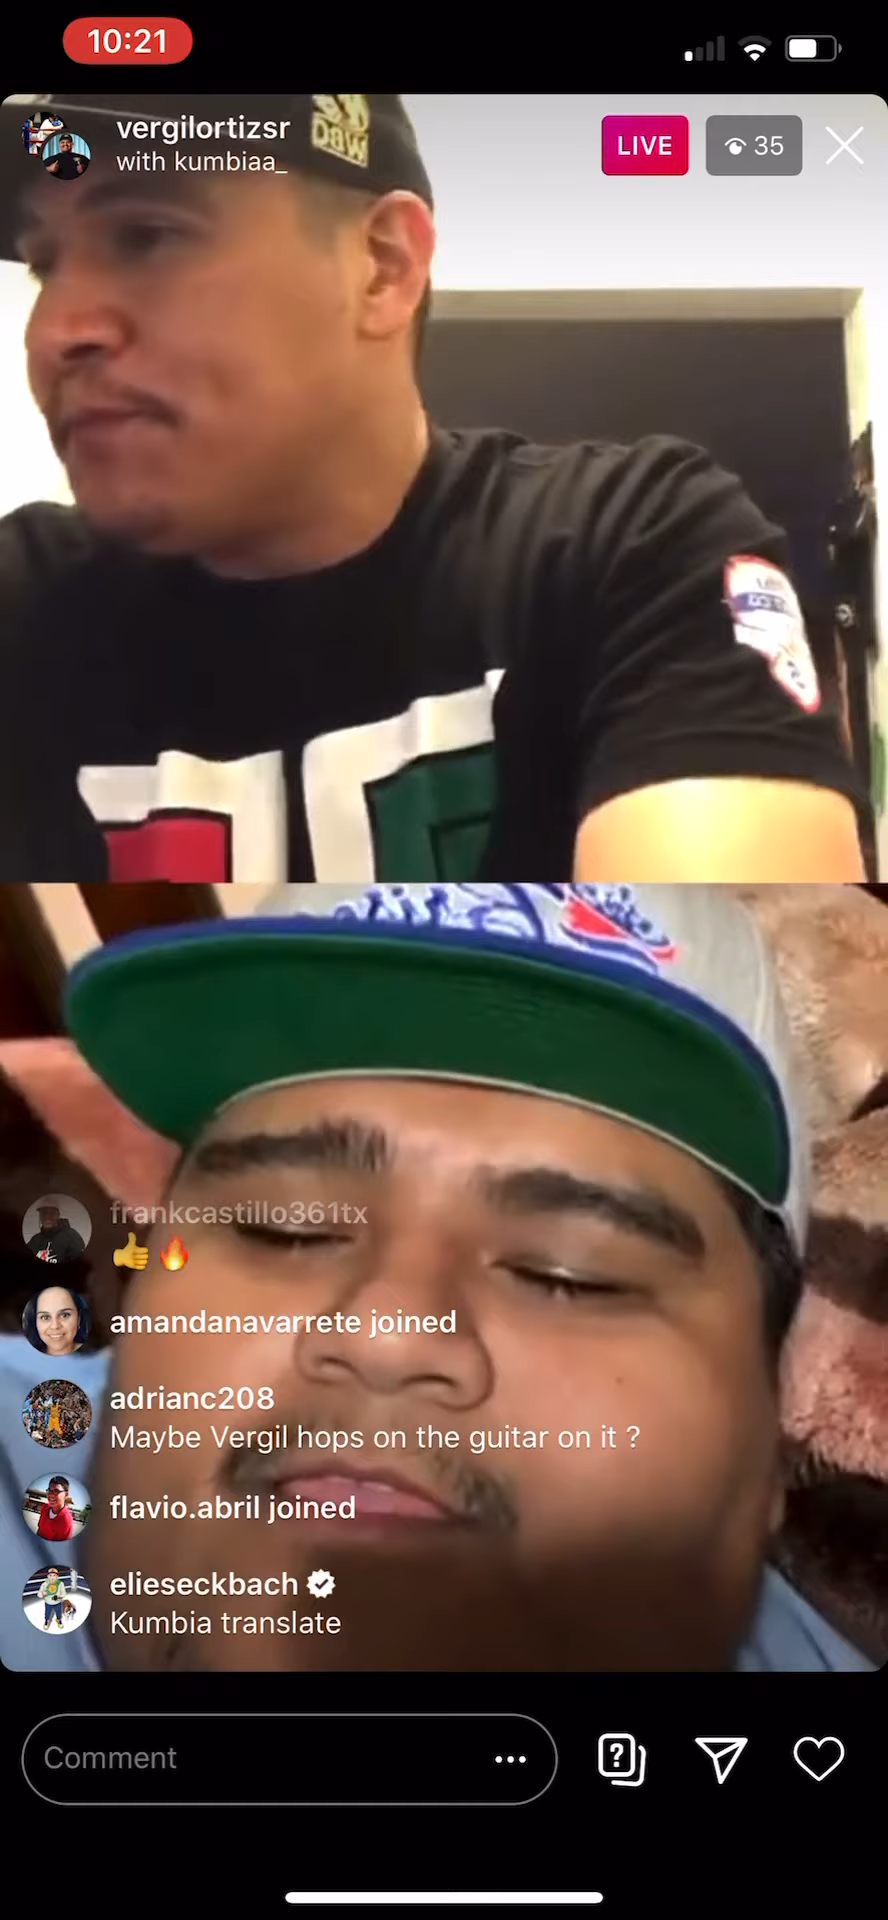 10:21
vergilortizsr
with kumbiaa_
LIVE
35
Daw
frankcastillo361tx
👍🔥
amandanavarrete joined
adrianc208
Maybe Vergil hops on the guitar on it ?
flavio.abril joined
elieseckbach
Kumbia translate
Comment